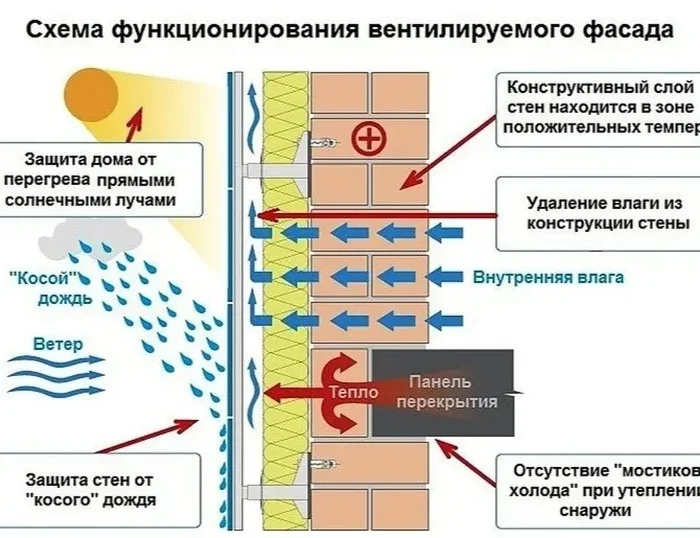 Схема функционирования вентилируемого фасада
Конструктивный слой
стен находится в зоне
положительных темпер
Защита дома от
перегрева прямыми
солнечными лучами
Удаление влаги из
конструкции стены
"Косой"
дождь
Внутренняя влага
Ветер
Тепло
Панель
перекрытия
Защита стен от
"косого" дождя
Отсутствие "мостиков
холода" при утеплении
снаружи